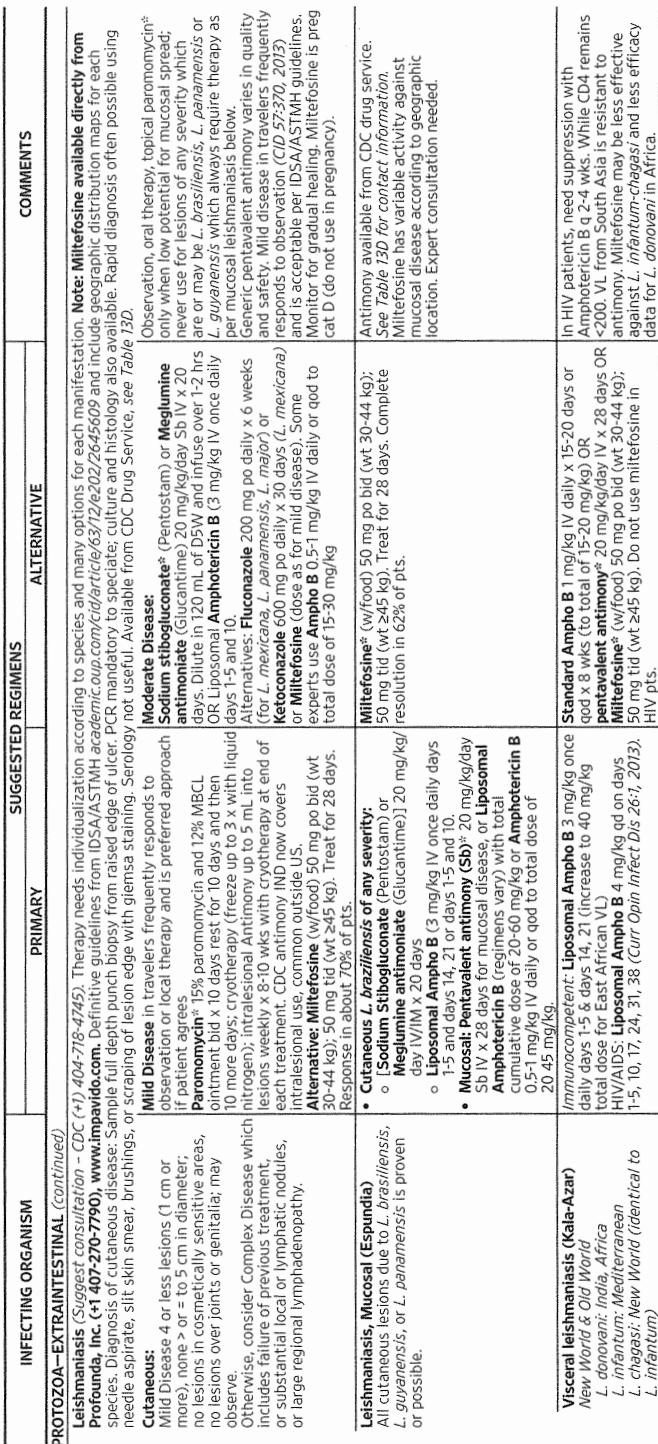 INFECTING ORGANISM
SUGGESTED REGIMENS
PRIMARY
ALTERNATIVE
COMMENTS
PROTOZOA—EXTRAINTESTINAL (continued)
Leishmaniasis (Suggest consultation – CDC (+1) 404-718-4745). Therapy needs individualization according to species and many options for each manifestation. Note: Miltefosine available directly from
Profounda, Inc. (+1 407-270-7790), www.impavido.com. Definitive guidelines from IDSA/ASTMH academic.oup.com/cid/article/63/12/e202/2645609 and include geographic distribution maps for each
species. Diagnosis of cutaneous disease: Sample full depth punch biopsy from raised edge of ulcer. PCR mandatory to speciate; culture and histology also available. Rapid diagnosis often possible using
needle aspirate, slit skin smear, brushings, or scraping of lesion edge with giemsa staining. Serology not useful. Available from CDC Drug Service, see Table 13D.
Cutaneous:
Mild Disease 4 or less lesions (1 cm or
more), none > or = to 5 cm in diameter;
no lesions in cosmetically sensitive areas,
no lesions over joints or genitalia; may
observe.
Otherwise, consider Complex Disease which
includes failure of previous treatment,
or substantial local or lymphatic nodules,
or large regional lymphadenopathy.
Mild Disease in travelers frequently responds to
observation or local therapy and is preferred approach
if patient agrees
Paromomycin* 15% paromomycin and 12% MBCL
ointment bid x 10 days rest for 10 days and then
10 more days; cryotherapy (freeze up to 3 x with liquid
nitrogen); intralesional Antimony up to 5 mL into
lesions weekly x 8-10 wks with cryotherapy at end of
each treatment. CDC antimony IND now covers
intralesional use, common outside US.
Alternative: Miltefosine (w/food) 50 mg po bid (wt
30-44 kg); 50 mg tid (wt ≥45 kg). Treat for 28 days.
Response in about 70% of pts.
Moderate Disease:
Sodium stibogluconate* (Pentostam) or Meglumine
antimoniate (Glucantime) 20 mg/kg/day Sb IV x 20
days. Dilute in 120 mL of D5W and infuse over 1-2 hrs
OR Liposomal Amphotericin B (3 mg/kg IV once daily
days 1-5 and 10.
Alternatives: Fluconazole 200 mg po daily x 6 weeks
(for L. mexicana, L. panamensis, L. major) or
Ketoconazole 600 mg po daily x 30 days (L. mexicana)
or Miltefosine (dose as for mild disease). Some
experts use Ampho B 0.5-1 mg/kg IV daily or qod to
total dose of 15-30 mg/kg
Observation, oral therapy, topical paromomycin*
only when low potential for mucosal spread;
never use for lesions of any severity which
are or may be L. brasiliensis, L. panamensis or
L. guyanensis which always require therapy as
per mucosal leishmaniasis below.
Generic pentavalent antimony varies in quality
and safety. Mild disease in travelers frequently
responds to observation (CID 57:370, 2013)
and is acceptable per IDSA/ASTMH guidelines.
Monitor for gradual healing. Miltefosine is preg
cat D (do not use in pregnancy).
Leishmaniasis, Mucosal (Espundia)
All cutaneous lesions due to L. brasiliensis,
L. guyanensis, or L. panamensis is proven
or possible.
• Cutaneous L. braziliensis of any severity:
o [Sodium Stibogluconate (Pentostam) or
Meglumine antimoniate (Glucantime)] 20 mg/kg/
day IV/IM x 20 days
o Liposomal Ampho B (3 mg/kg IV once daily days
1-5 and days 14, 21 or days 1-5 and 10.
• Mucosal: Pentavalent antimony (Sb)* 20 mg/kg/day
Sb IV x 28 days for mucosal disease, or Liposomal
Amphotericin B (regimens vary) with total
cumulative dose of 20-60 mg/kg or Amphotericin B
0.5-1 mg/kg IV daily or qod to total dose of
20 45 mg/kg.
Miltefosine* (w/food) 50 mg po bid (wt 30-44 kg);
50 mg tid (wt ≥45 kg). Treat for 28 days. Complete
resolution in 62% of pts.
Antimony available from CDC drug service.
See Table 13D for contact information.
Miltefosine has variable activity against
mucosal disease according to geographic
location. Expert consultation needed.
Visceral leishmaniasis (Kala-Azar)
New World & Old World
L. donovani: India, Africa
L. infantum: Mediterranean
L. chagasi: New World (identical to
L. infantum)
Immunocompetent: Liposomal Ampho B 3 mg/kg once
daily days 1-5 & days 14, 21 (increase to 40 mg/kg
total dose for East African VL)
HIV/AIDS: Liposomal Ampho B 4 mg/kg qd on days
1-5, 10, 17, 24, 31, 38 (Curr Opin Infect Dis 26:1, 2013).
Standard Ampho B 1 mg/kg IV daily x 15-20 days or
qod x 8 wks (to total of 15-20 mg/kg) OR
pentavalent antimony* 20 mg/kg/day IV x 28 days OR
Miltefosine* (w/food) 50 mg po bid (wt 30-44 kg);
50 mg tid (wt ≥45 kg). Do not use miltefosine in
HIV pts.
In HIV patients, need suppression with
Amphotericin B q 2-4 wks. While CD4 remains
<200. VL from South Asia is resistant to
antimony. Miltefosine may be less effective
against L. infantum-chagasi and less efficacy
data for L. donovani in Africa.